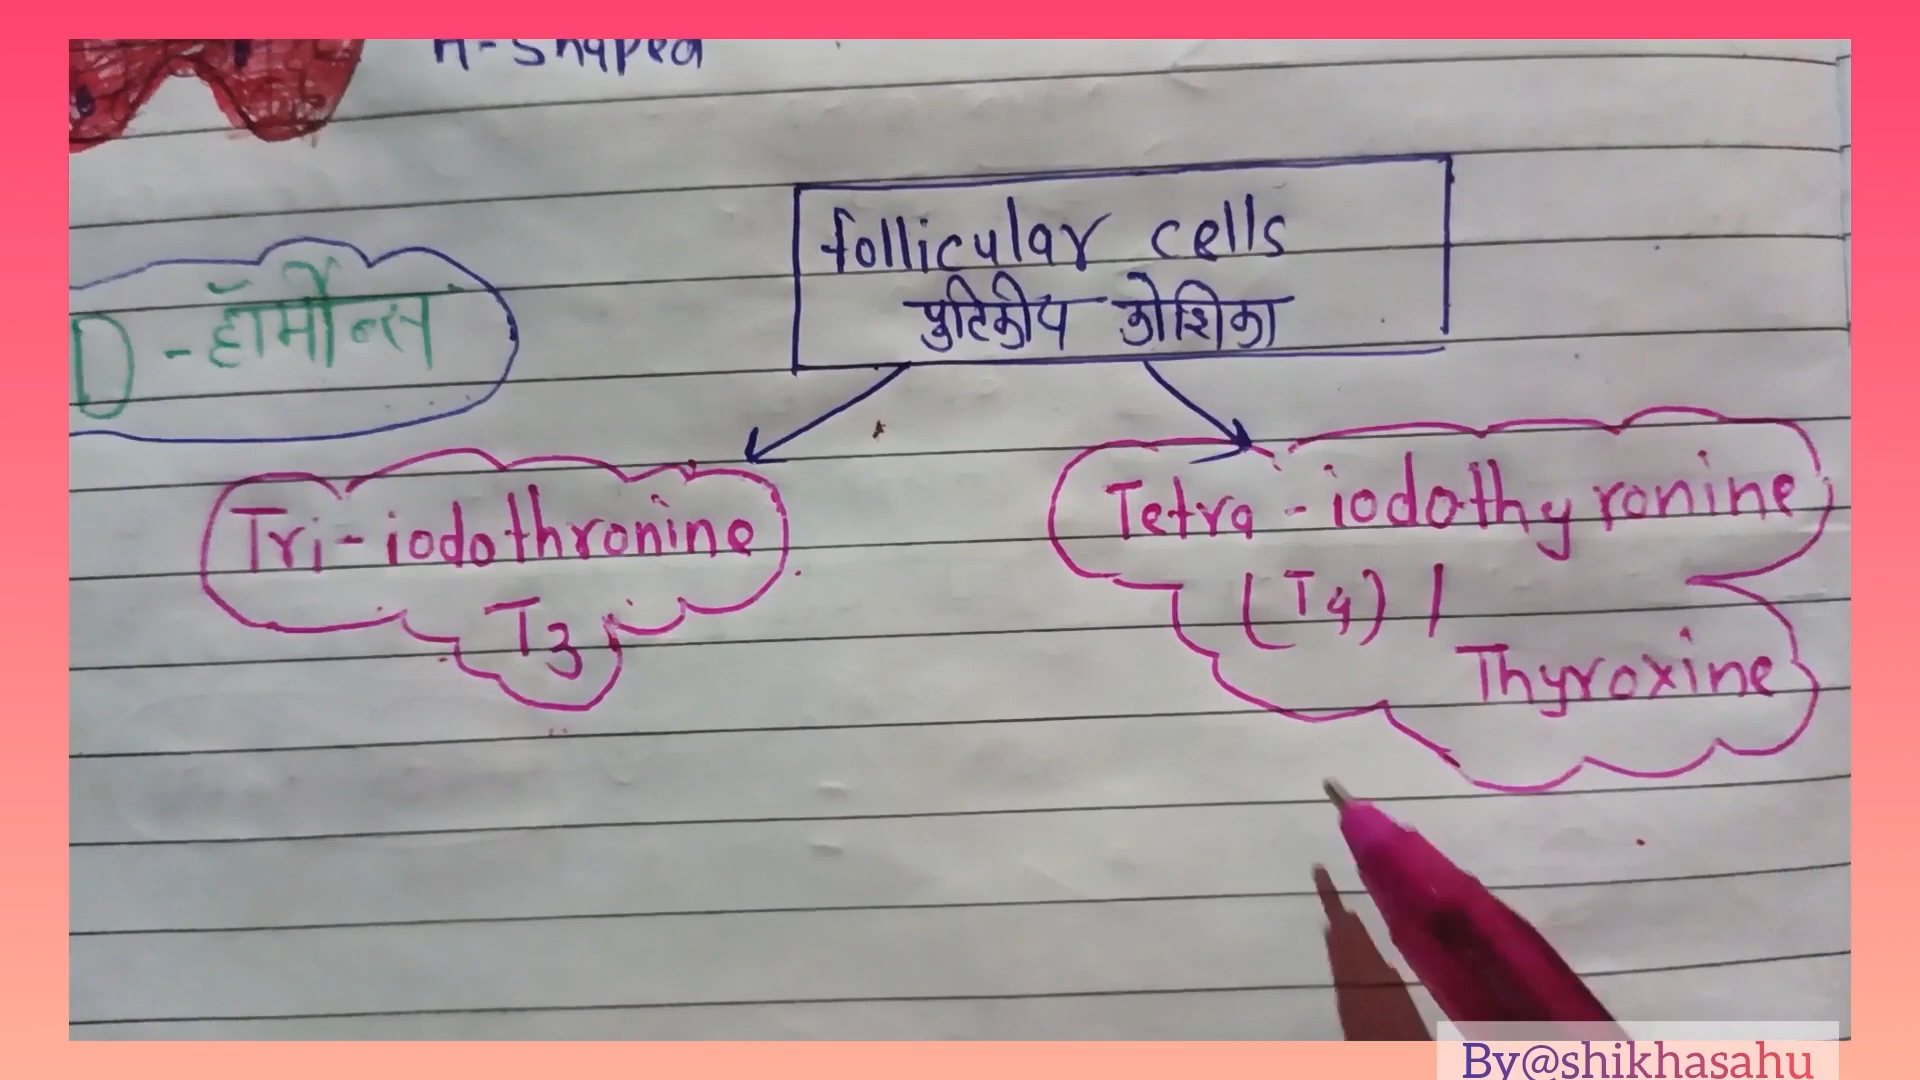 H-Shaped
follicular cells
पुटिकीय कोशिका
D - हॉर्मोन्स
Tri-iodothronine
T3
Tetra-iodothyronine
(T4) |
Thyroxine
By@shikhasahu